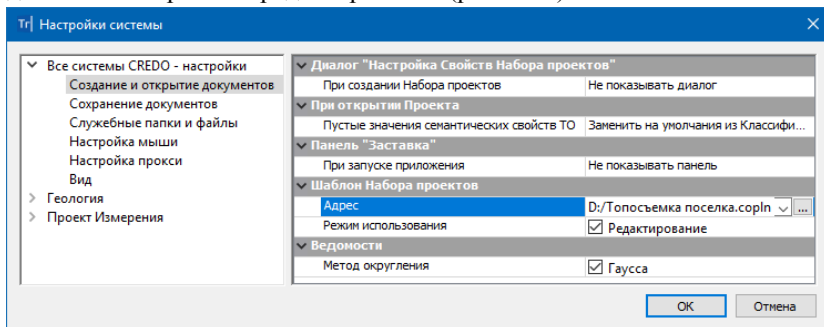 Tr Настройки системы
Все системы CREDO - настройки
Создание и открытие документов
Сохранение документов
Служебные папки и файлы
Настройка мыши
Настройка прокси
Вид
Геология
Проект Измерения
Диалог "Настройка Свойств Набора проектов"
При создании Набора проектов Не показывать диалог
При открытии Проекта
Пустые значения семантических свойств ТО Заменить на умолчания из Классифи...
Панель "Заставка"
При запуске приложения Не показывать панель
Шаблон Набора проектов
Адрес D:/Топосъемка поселка.copln ...
Режим использования Редактирование
Ведомости
Метод округления Гаусса
ОК Отмена